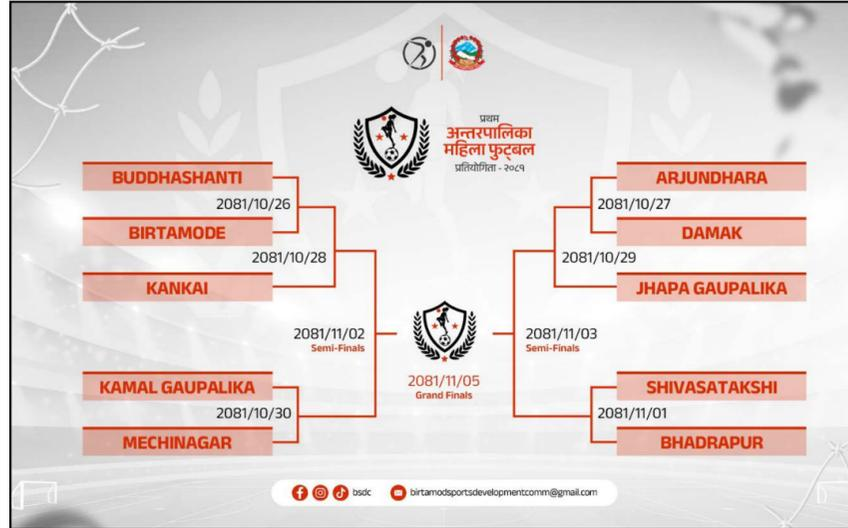 प्रथम
अन्तरपालिका
महिला फुट्बल
प्रतियोगिता - २०८१
BUDDHASHANTI
2081/10/26
BIRTAMODE
2081/10/28
KANKAI
2081/11/02
Semi-Finals
KAMAL GAUPALIKA
2081/10/30
MECHINAGAR
2081/11/05
Grand Finals
ARJUNDHARA
2081/10/27
DAMAK
2081/10/29
JHAPA GAUPALIKA
2081/11/03
Semi-Finals
SHIVASATAKSHI
2081/11/01
BHADRAPUR
bsdc birtamodsportsdevelopmentcomm@gmail.com